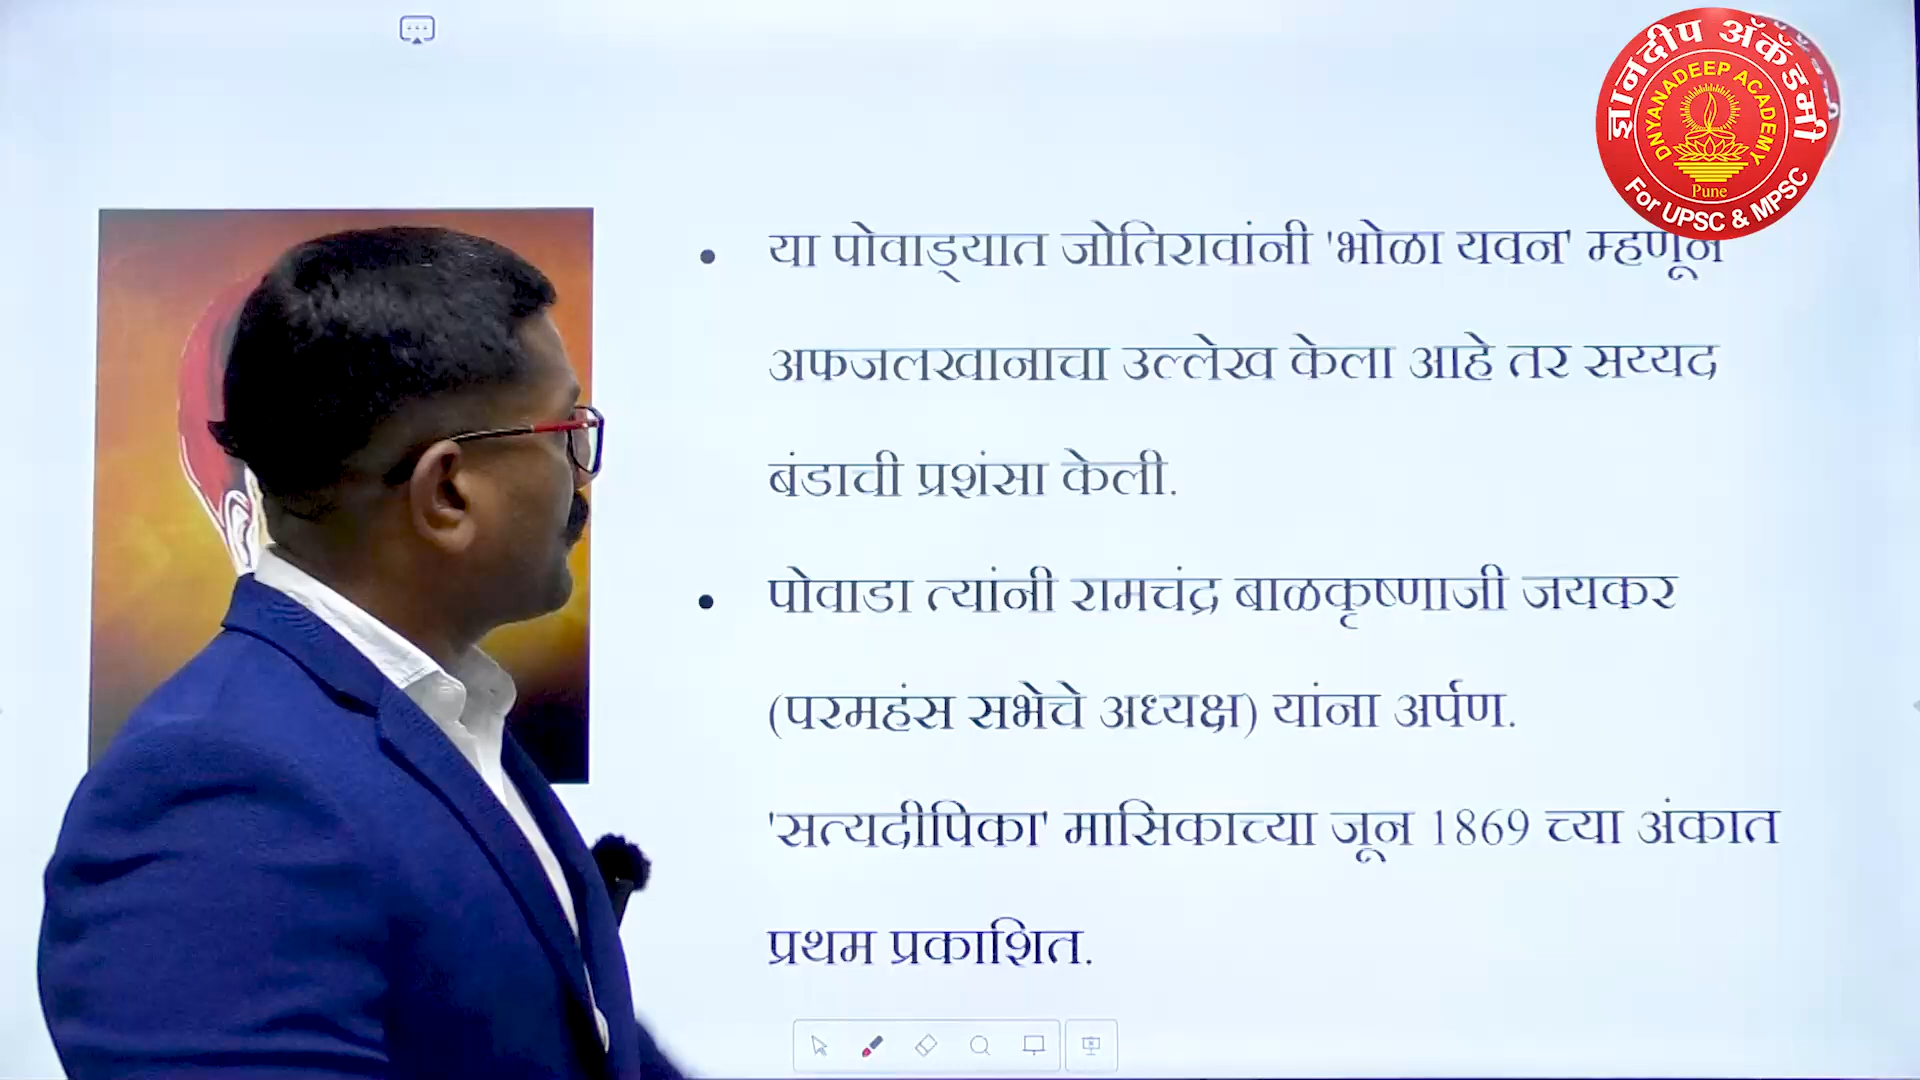 ज्ञानदीप ॲकॅडमी
DNYANADEEP ACADEMY
Pune
For UPSC & MPSC
• या पोवाड्यात जोतिरावांनी 'भोळा यवन' म्हणून
अफजलखानाचा उल्लेख केला आहे तर सय्यद
बंडाची प्रशंसा केली.
• पोवाडा त्यांनी रामचंद्र बाळकृष्णाजी जयकर
(परमहंस सभेचे अध्यक्ष) यांना अर्पण.
'सत्यदीपिका' मासिकाच्या जून 1869 च्या अंकात
प्रथम प्रकाशित.